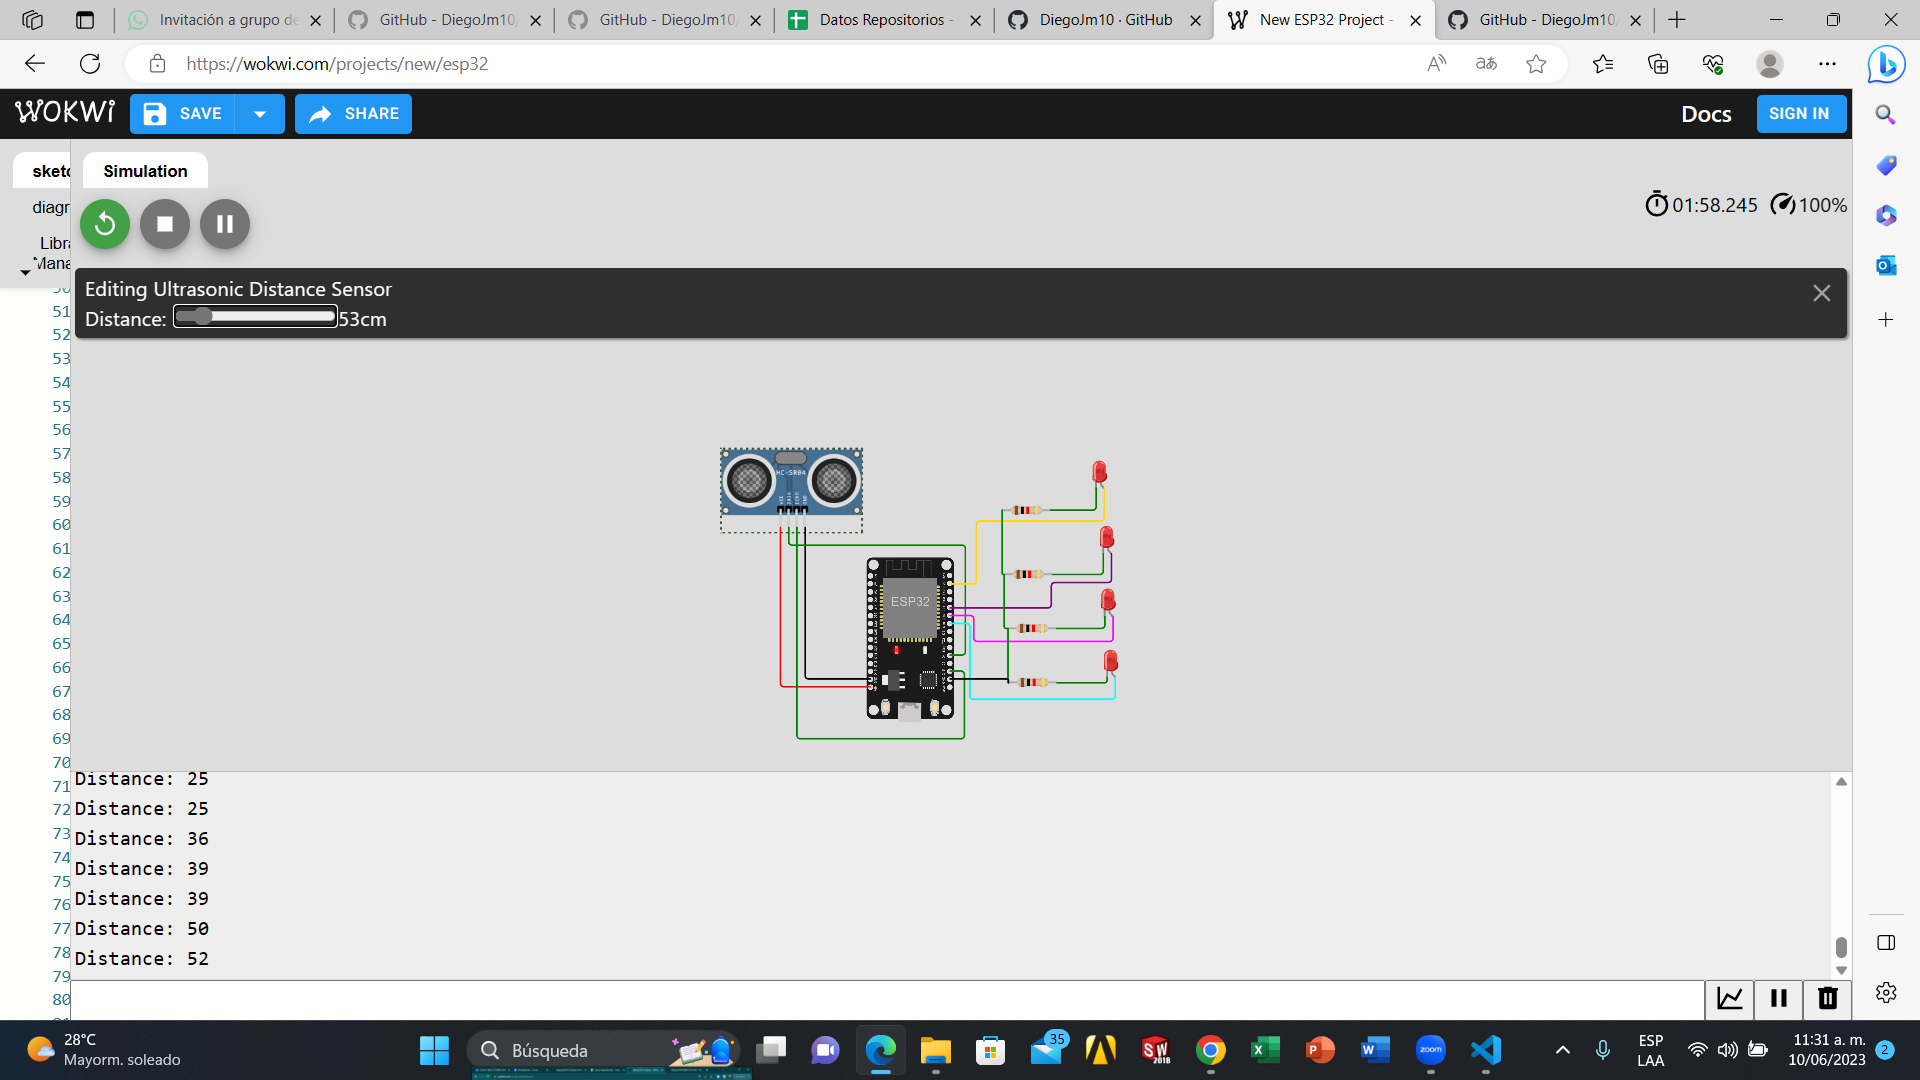 Invitación a grupo de
GitHub - DiegoJm10/
GitHub - DiegoJm10/
Datos Repositorios -
DiegoJm10 · GitHub
New ESP32 Project -
GitHub - DiegoJm10/
https://wokwi.com/projects/new/esp32
WOKWI
SAVE
SHARE
Docs
SIGN IN
sketc
Simulation
diagr
Libra
Mana
01:58.245
100%
Editing Ultrasonic Distance Sensor
Distance:
53cm
50
51
52
53
54
55
56
57
58
59
60
61
62
63
64
65
66
67
68
69
70
71
72
73
74
75
76
77
78
79
80
HC-SR04
ESP32
Distance: 25
Distance: 25
Distance: 36
Distance: 39
Distance: 39
Distance: 50
Distance: 52
28°C
Mayorm. soleado
Búsqueda
35
SW
2018
zoom
ESP
LAA
11:31 a. m.
10/06/2023
2